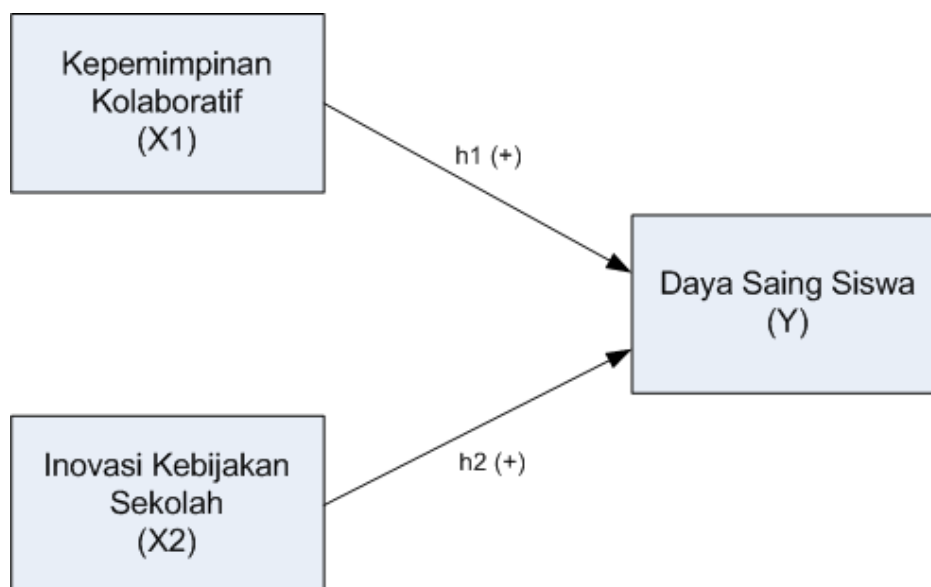 Kepemimpinan
Kolaboratif
(X1)
h1 (+)
Daya Saing Siswa
(Y)
h2 (+)
Inovasi Kebijakan
Sekolah
(X2)